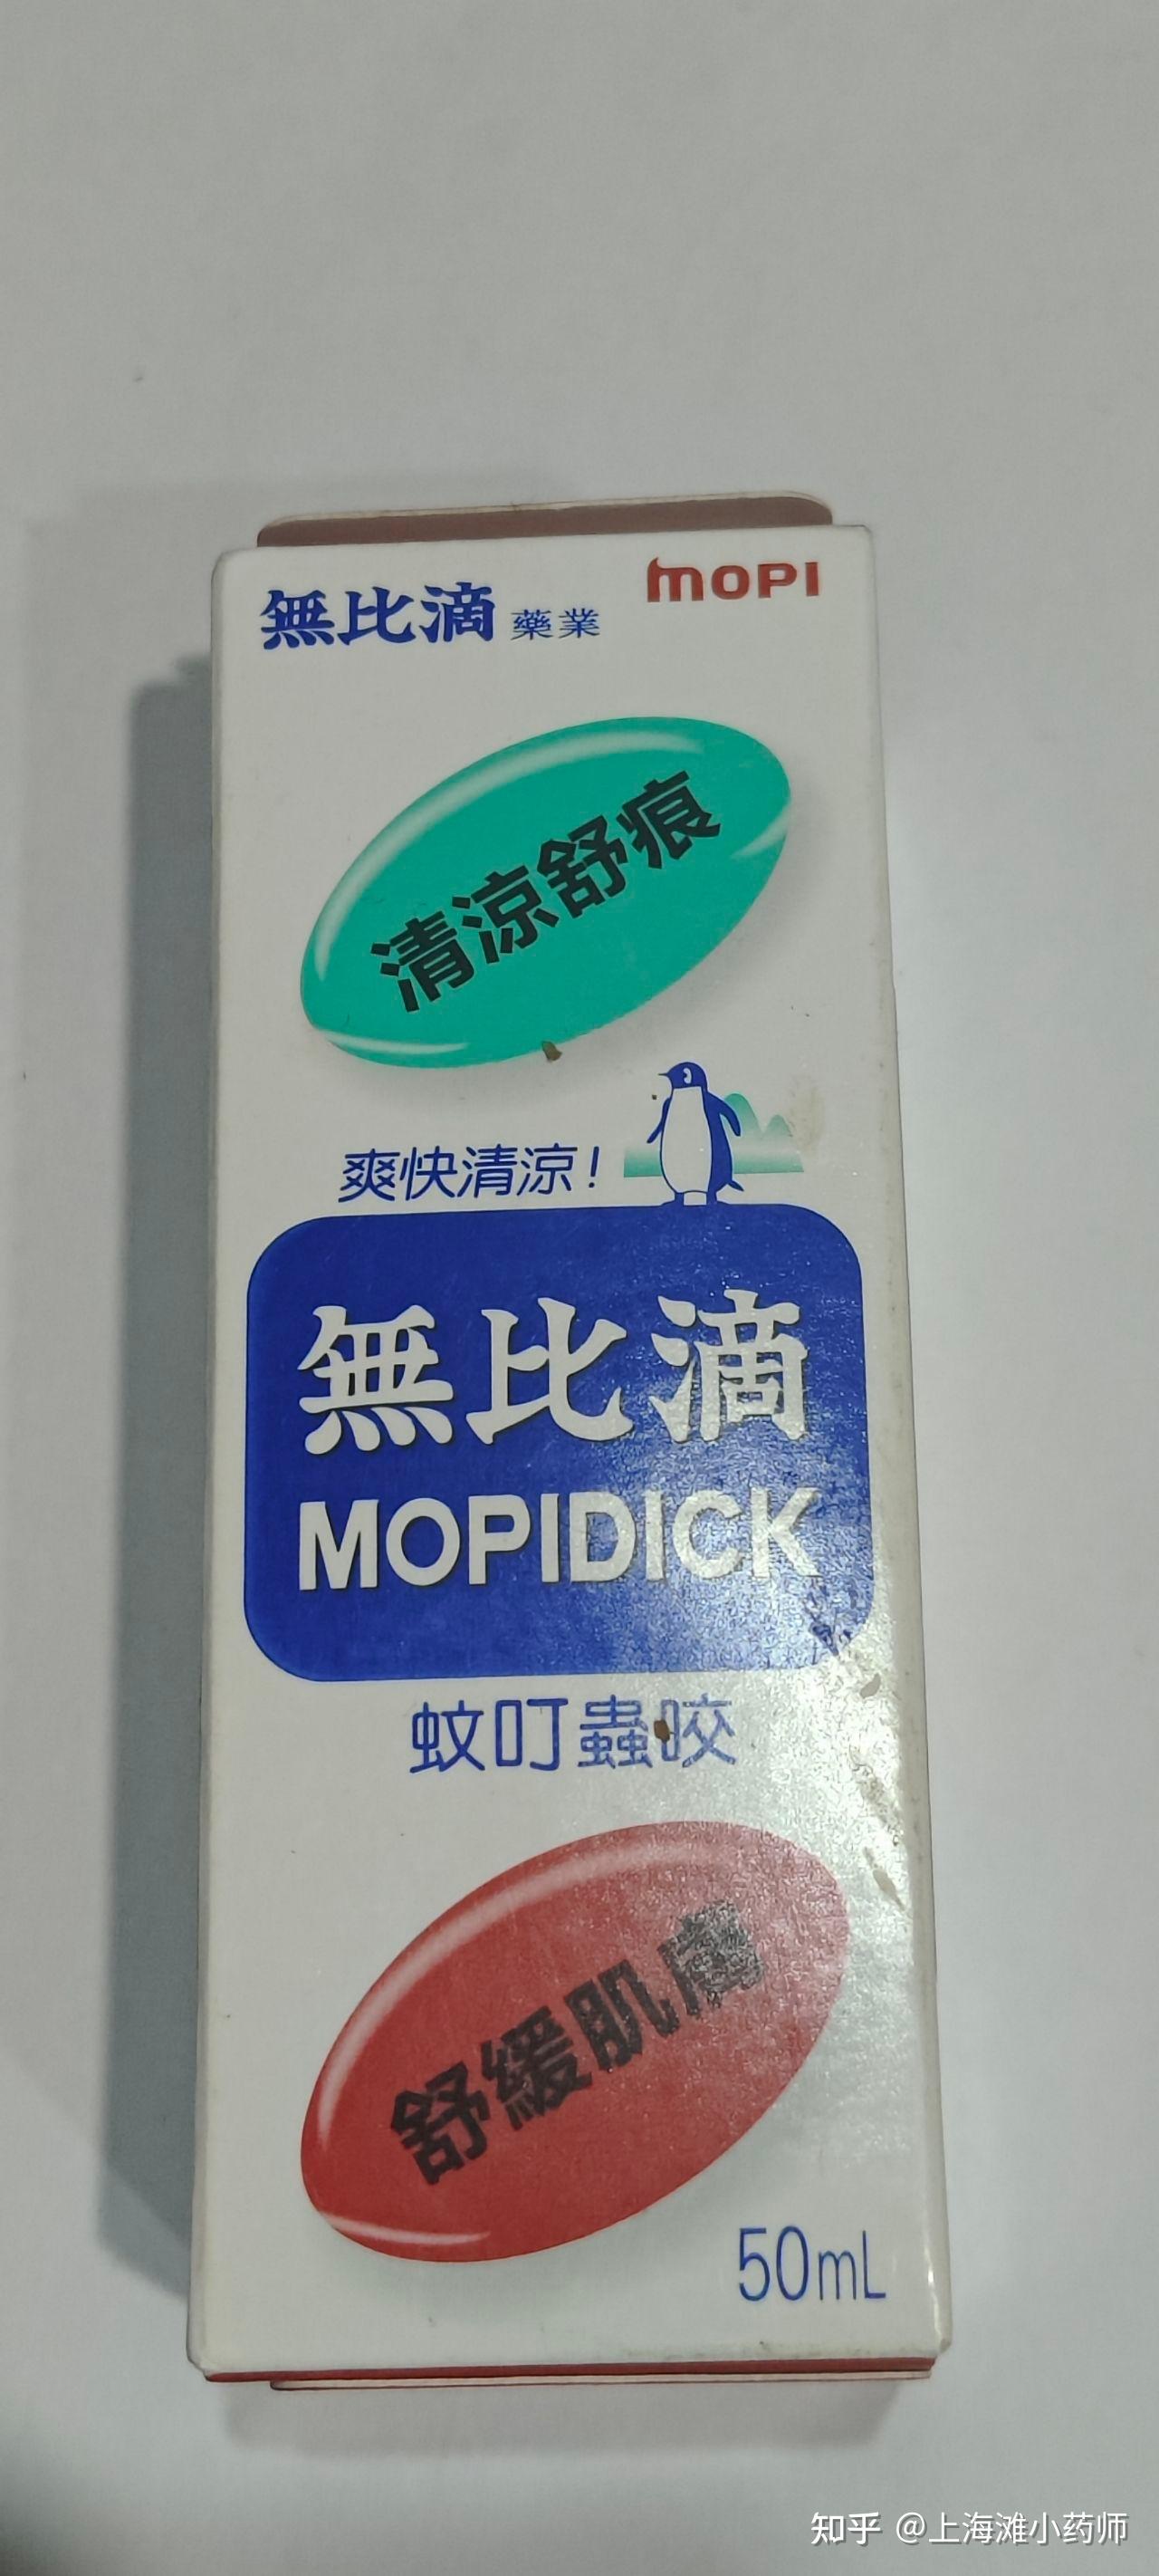 無比滴 藥業 MOPI
清涼舒痕
爽快清涼！
無比滴
MOPIDICK
蚊叮蟲咬
舒緩肌膚
50mL
知乎 @上海滩小药师